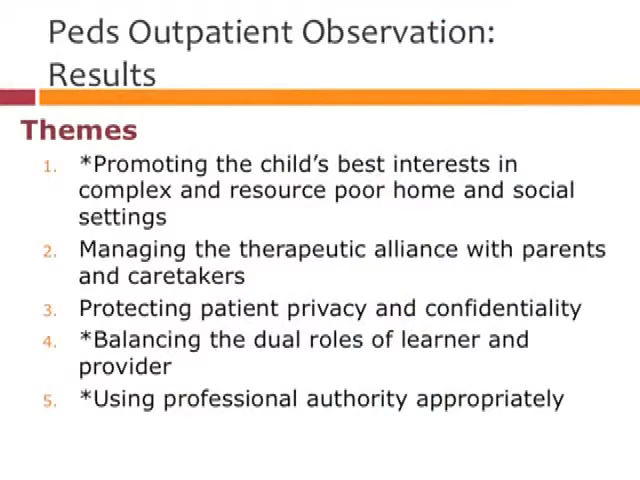 Peds Outpatient Observation:
Results
Themes
1. *Promoting the child's best interests in
complex and resource poor home and social
settings
2. Managing the therapeutic alliance with parents
and caretakers
3. Protecting patient privacy and confidentiality
4. *Balancing the dual roles of learner and
provider
5. *Using professional authority appropriately